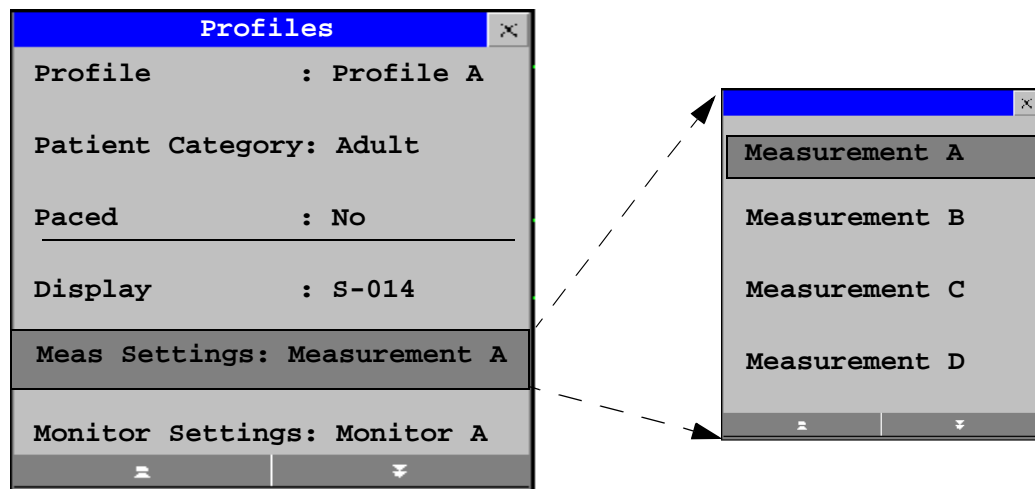 Profiles
Profile : Profile A
Patient Category: Adult
Paced : No
Display : S-014
Meas Settings: Measurement A
Monitor Settings: Monitor A
Measurement A
Measurement B
Measurement C
Measurement D